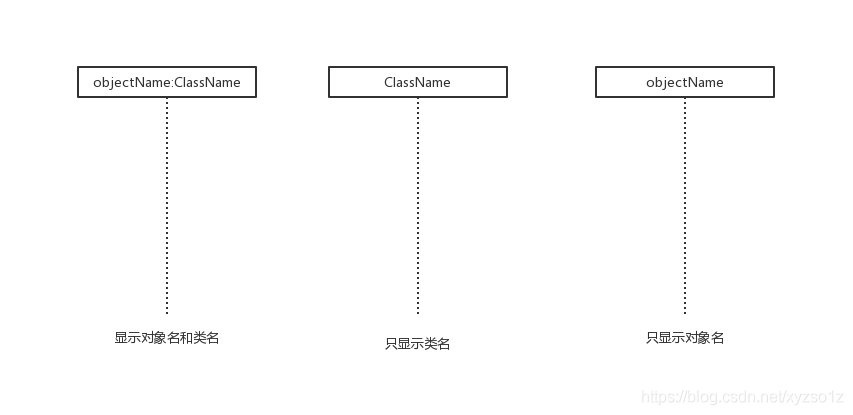 objectName:ClassName
ClassName
objectName
显示对象名和类名
只显示类名
只显示对象名
https://blog.csdn.net/xyzso1z